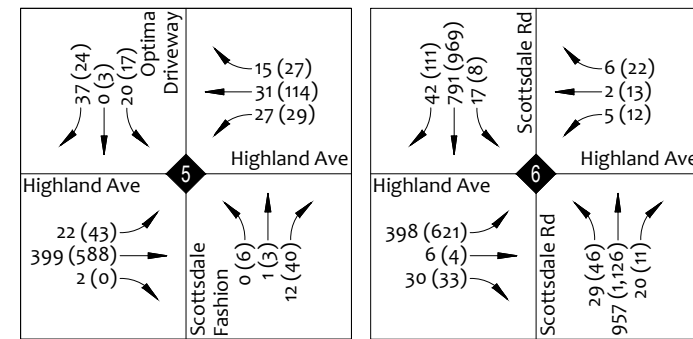 37 (24)
0 (3)
20 (17)
Optima
Driveway
15 (27)
31 (114)
27 (29)
Highland Ave
5
Highland Ave
22 (43)
399 (588)
2 (0)
Scottsdale
Fashion
0 (6)
1 (3)
12 (40)
42 (111)
791 (969)
17 (8)
Scottsdale Rd
6 (22)
2 (13)
5 (12)
Highland Ave
6
Highland Ave
398 (621)
6 (4)
30 (33)
Scottsdale Rd
29 (46)
957 (1,126)
20 (11)